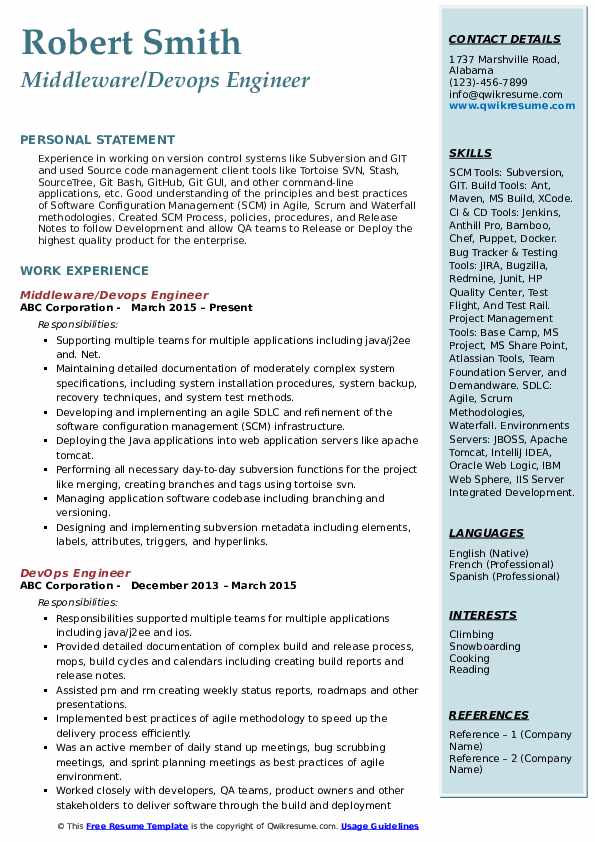 Robert Smith
Middleware/Devops Engineer
PERSONAL STATEMENT
Experience in working on version control systems like Subversion and GIT
and used Source code management client tools like Tortoise SVN, Stash,
SourceTree, Git Bash, GitHub, Git GUI, and other command-line
applications, etc. Good understanding of the principles and best practices
of Software Configuration Management (SCM) in Agile, Scrum and Waterfall
methodologies. Created SCM Process, policies, procedures, and Release
Notes to follow Development and allow QA teams to Release or Deploy the
highest quality product for the enterprise.
WORK EXPERIENCE
Middleware/Devops Engineer
ABC Corporation - March 2015 – Present
Responsibilities:
▪ Supporting multiple teams for multiple applications including java/j2ee
and. Net.
▪ Maintaining detailed documentation of moderately complex system
specifications, including system installation procedures, system backup,
recovery techniques, and system test methods.
▪ Developing and implementing an agile SDLC and refinement of the
software configuration management (SCM) infrastructure.
▪ Deploying the Java applications into web application servers like apache
tomcat.
▪ Performing all necessary day-to-day subversion functions for the project
like merging, creating branches and tags using tortoise svn.
▪ Managing application software codebase including branching and
versioning.
▪ Designing and implementing subversion metadata including elements,
labels, attributes, triggers, and hyperlinks.
DevOps Engineer
ABC Corporation - December 2013 – March 2015
Responsibilities:
▪ Responsibilities supported multiple teams for multiple applications
including java/j2ee and ios.
▪ Provided detailed documentation of complex build and release process,
mops, build cycles and calendars including creating build reports and
release notes.
▪ Assisted pm and rm creating weekly status reports, roadmaps and other
presentations.
▪ Implemented best practices of agile methodology to speed up the
delivery process efficiently.
▪ Was an active member of daily stand up meetings, bug scrubbing
meetings, and sprint planning meetings as best practices of agile
environment.
▪ Worked closely with developers, QA teams, product owners and other
stakeholders to deliver software through the build and deployment
CONTACT DETAILS
1737 Marshville Road,
Alabama
(123)-456-7899
info@qwikresume.com
www.qwikresume.com
SKILLS
SCM Tools: Subversion,
GIT. Build Tools: Ant,
Maven, MS Build, XCode.
CI & CD Tools: Jenkins,
Anthill Pro, Bamboo,
Chef, Puppet, Docker.
Bug Tracker & Testing
Tools: JIRA, Bugzilla,
Redmine, Junit, HP
Quality Center, Test
Flight, And Test Rail.
Project Management
Tools: Base Camp, MS
Project, MS Share Point,
Atlassian Tools, Team
Foundation Server, and
Demandware. SDLC:
Agile, Scrum
Methodologies,
Waterfall. Environments
Servers: JBOSS, Apache
Tomcat, IntelliJ IDEA,
Oracle Web Logic, IBM
Web Sphere, IIS Server
Integrated Development.
LANGUAGES
English (Native)
French (Professional)
Spanish (Professional)
INTERESTS
Climbing
Snowboarding
Cooking
Reading
REFERENCES
Reference – 1 (Company
Name)
Reference – 2 (Company
Name)
© This Free Resume Template is the copyright of Qwikresume.com. Usage Guidelines